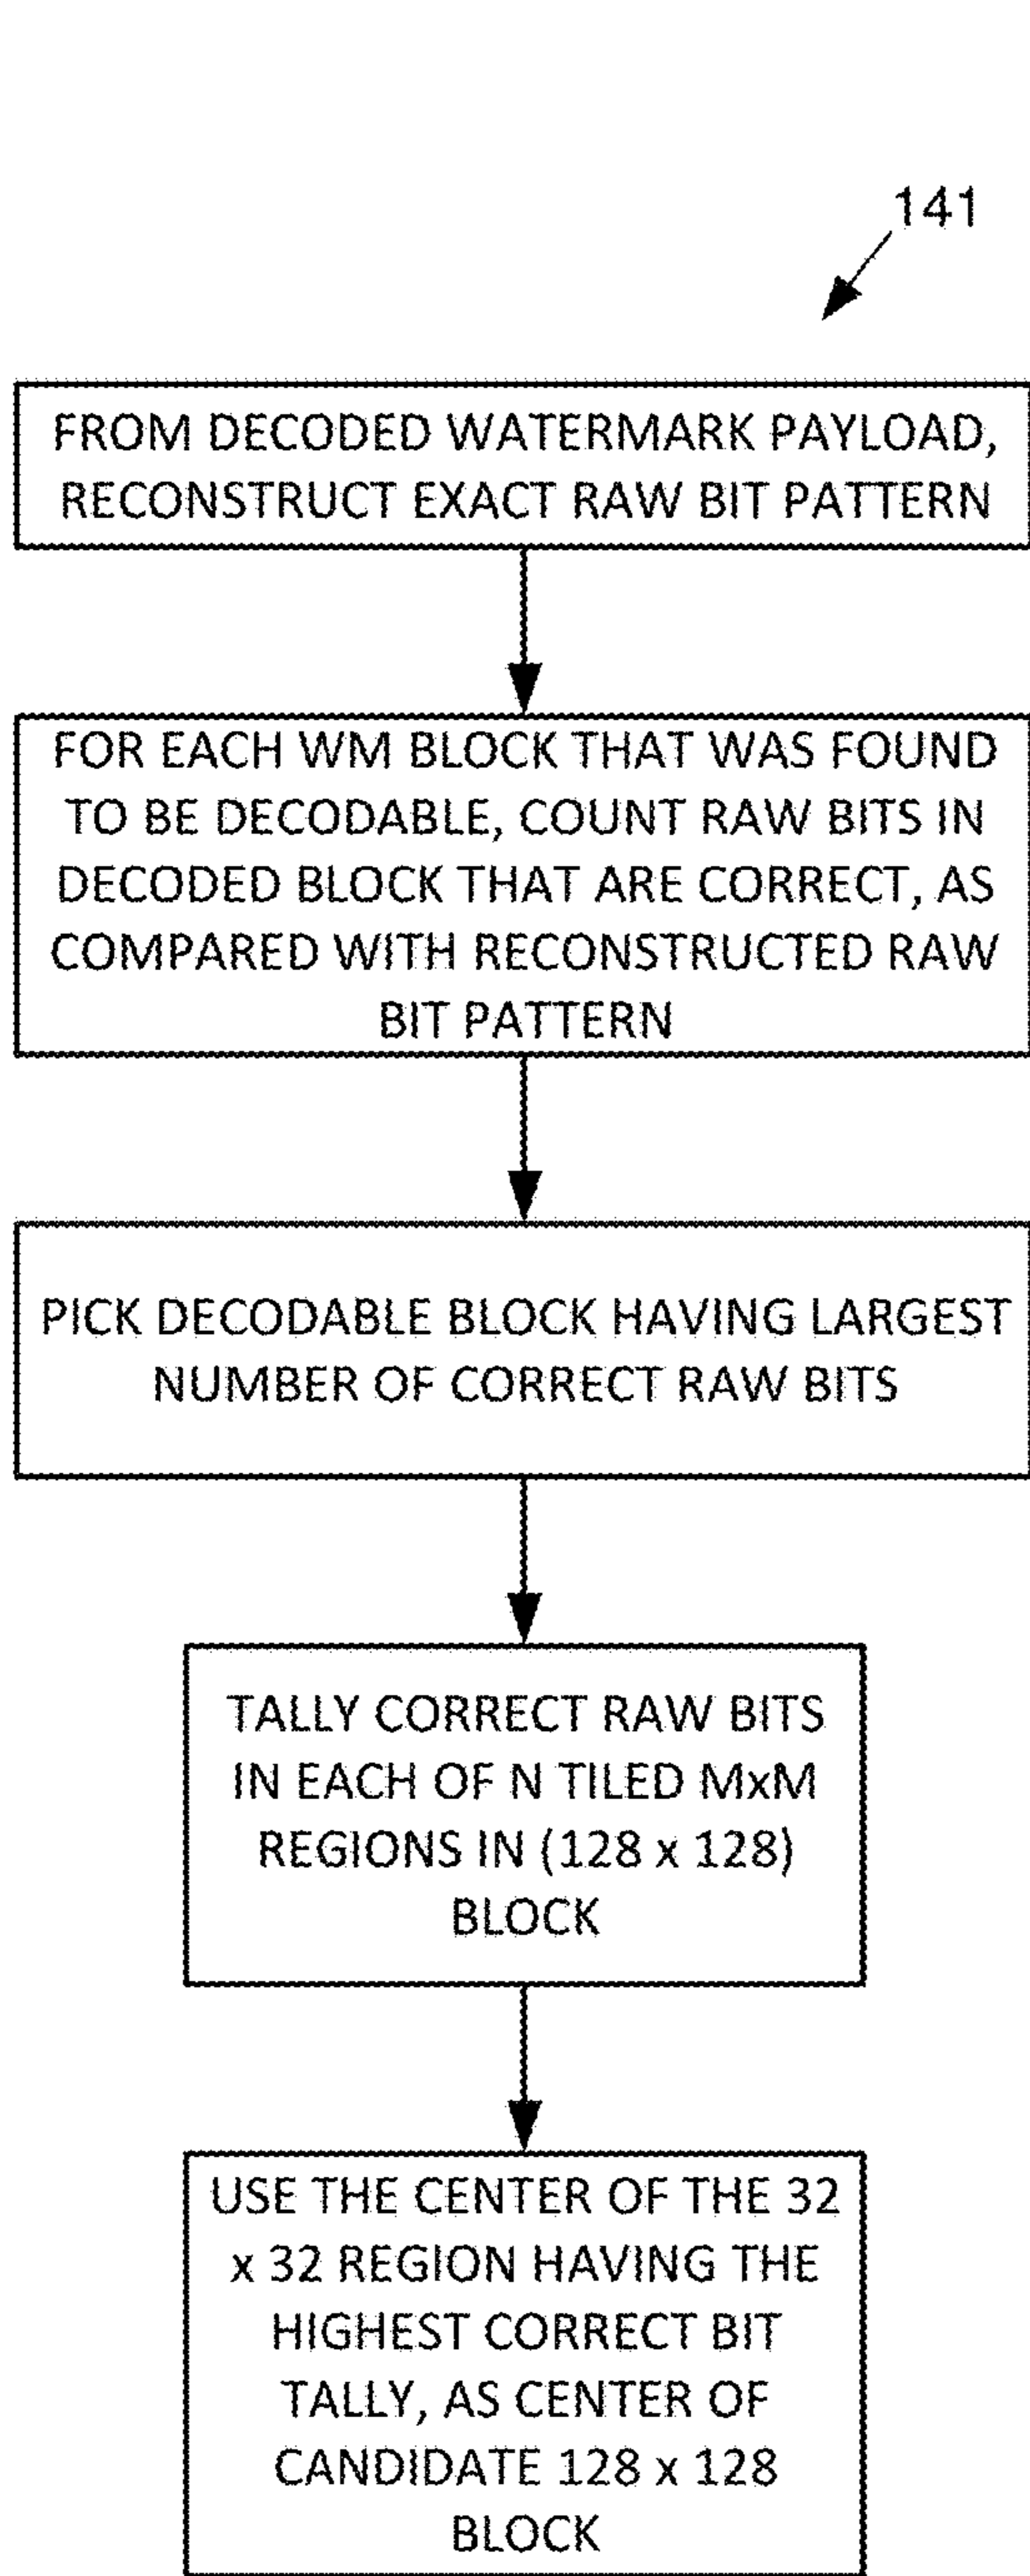 141
FROM DECODED WATERMARK PAYLOAD,
RECONSTRUCT EXACT RAW BIT PATTERN
FOR EACH WM BLOCK THAT WAS FOUND
TO BE DECODABLE, COUNT RAW BITS IN
DECODED BLOCK THAT ARE CORRECT, AS
COMPARED WITH RECONSTRUCTED RAW
BIT PATTERN
PICK DECODABLE BLOCK HAVING LARGEST
NUMBER OF CORRECT RAW BITS
TALLY CORRECT RAW BITS
IN EACH OF N TILED MxM
REGIONS IN (128 x 128)
BLOCK
USE THE CENTER OF THE 32
x 32 REGION HAVING THE
HIGHEST CORRECT BIT
TALLY, AS CENTER OF
CANDIDATE 128 x 128
BLOCK